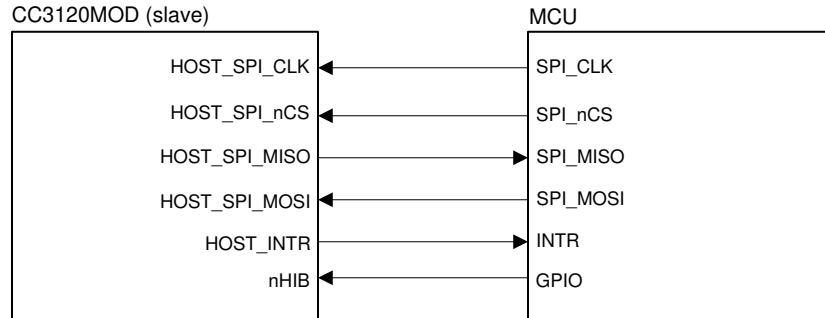 CC3120MOD (slave) MCU
HOST_SPI_CLK SPI_CLK
HOST_SPI_nCS SPI_nCS
HOST_SPI_MISO SPI_MISO
HOST_SPI_MOSI SPI_MOSI
HOST_INTR INTR
nHIB GPIO